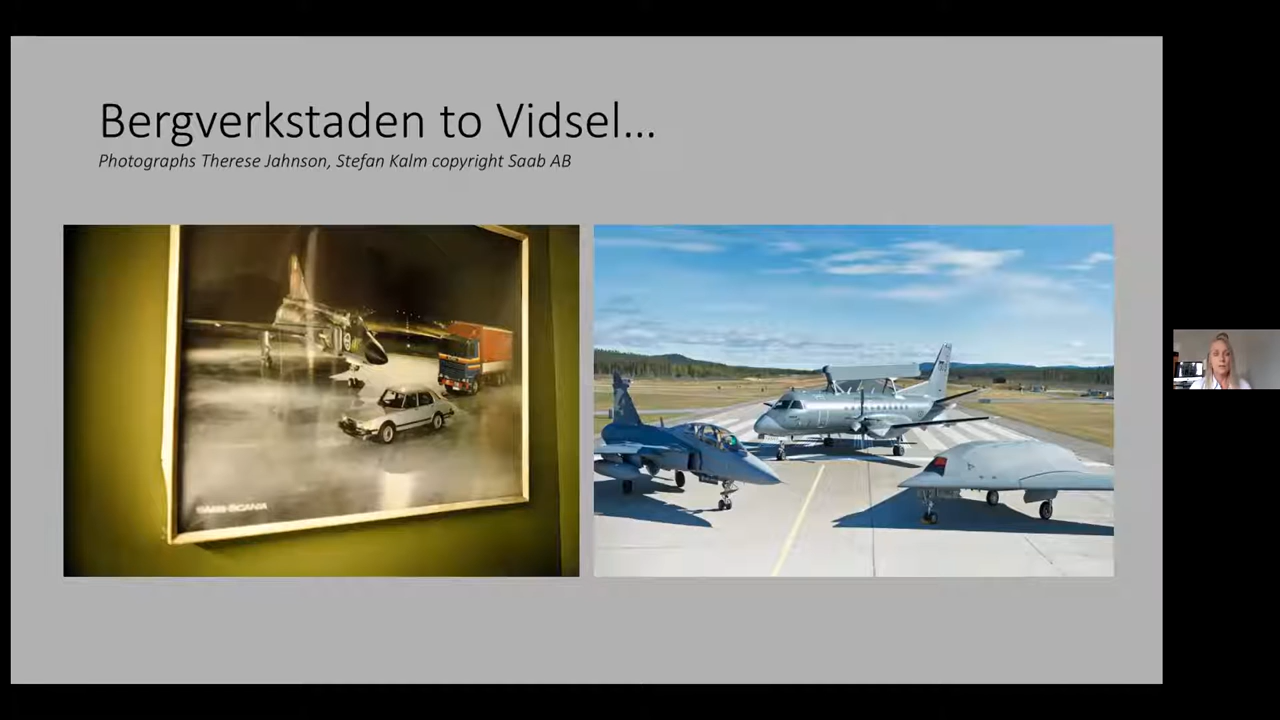 Bergverkstaden to Vidsel...
Photographs Therese Jahnson, Stefan Kalm copyright Saab AB
SAAB-SCANIA